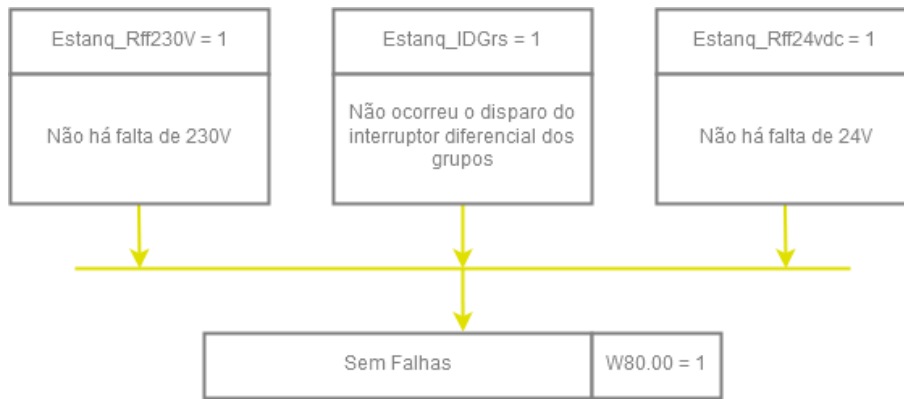 Estanq_Rff230V = 1
Não há falta de 230V
Estanq_IDGrs = 1
Não ocorreu o disparo do
interruptor diferencial dos
grupos
Estanq_Rff24vdc = 1
Não há falta de 24V
Sem Falhas
W80.00 = 1